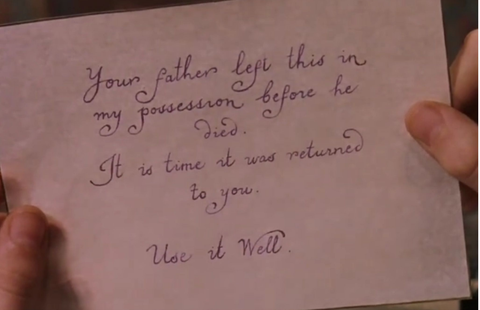 Your father left this in
my possession before he
died.
It is time it was returned
to you.
Use it Well.